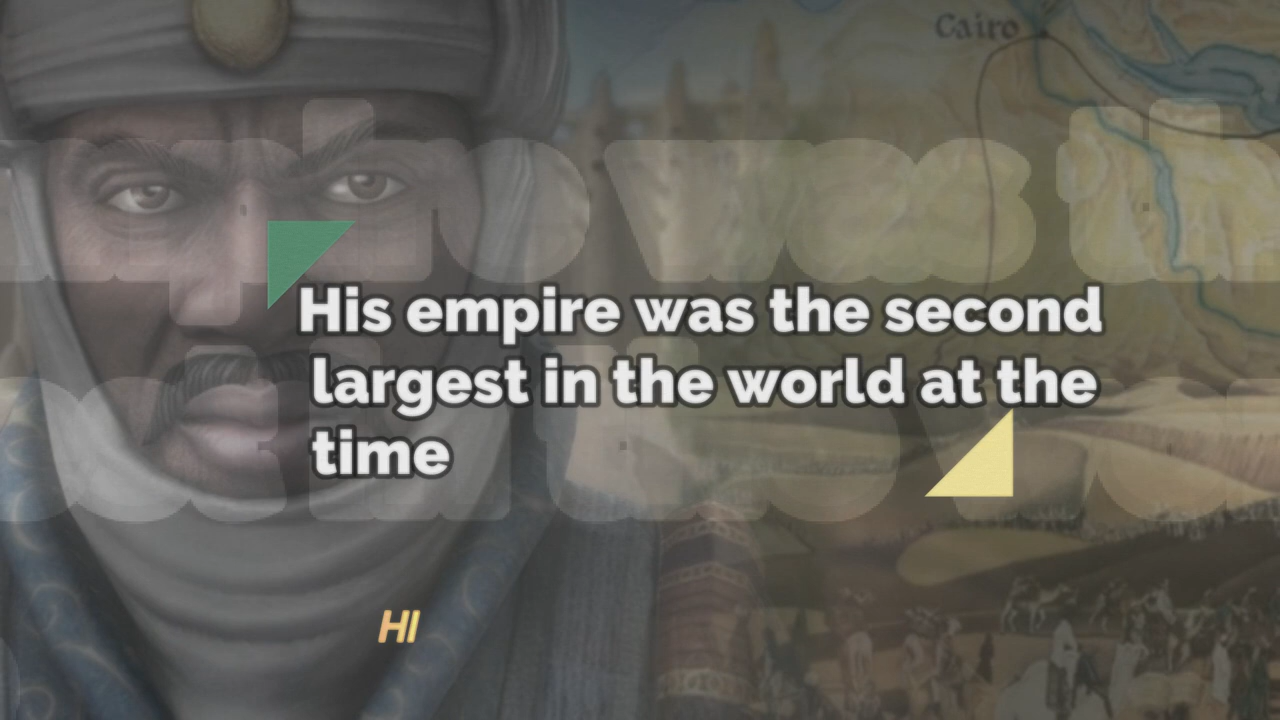 Cairo
His empire was the second
largest in the world at the
time
HI